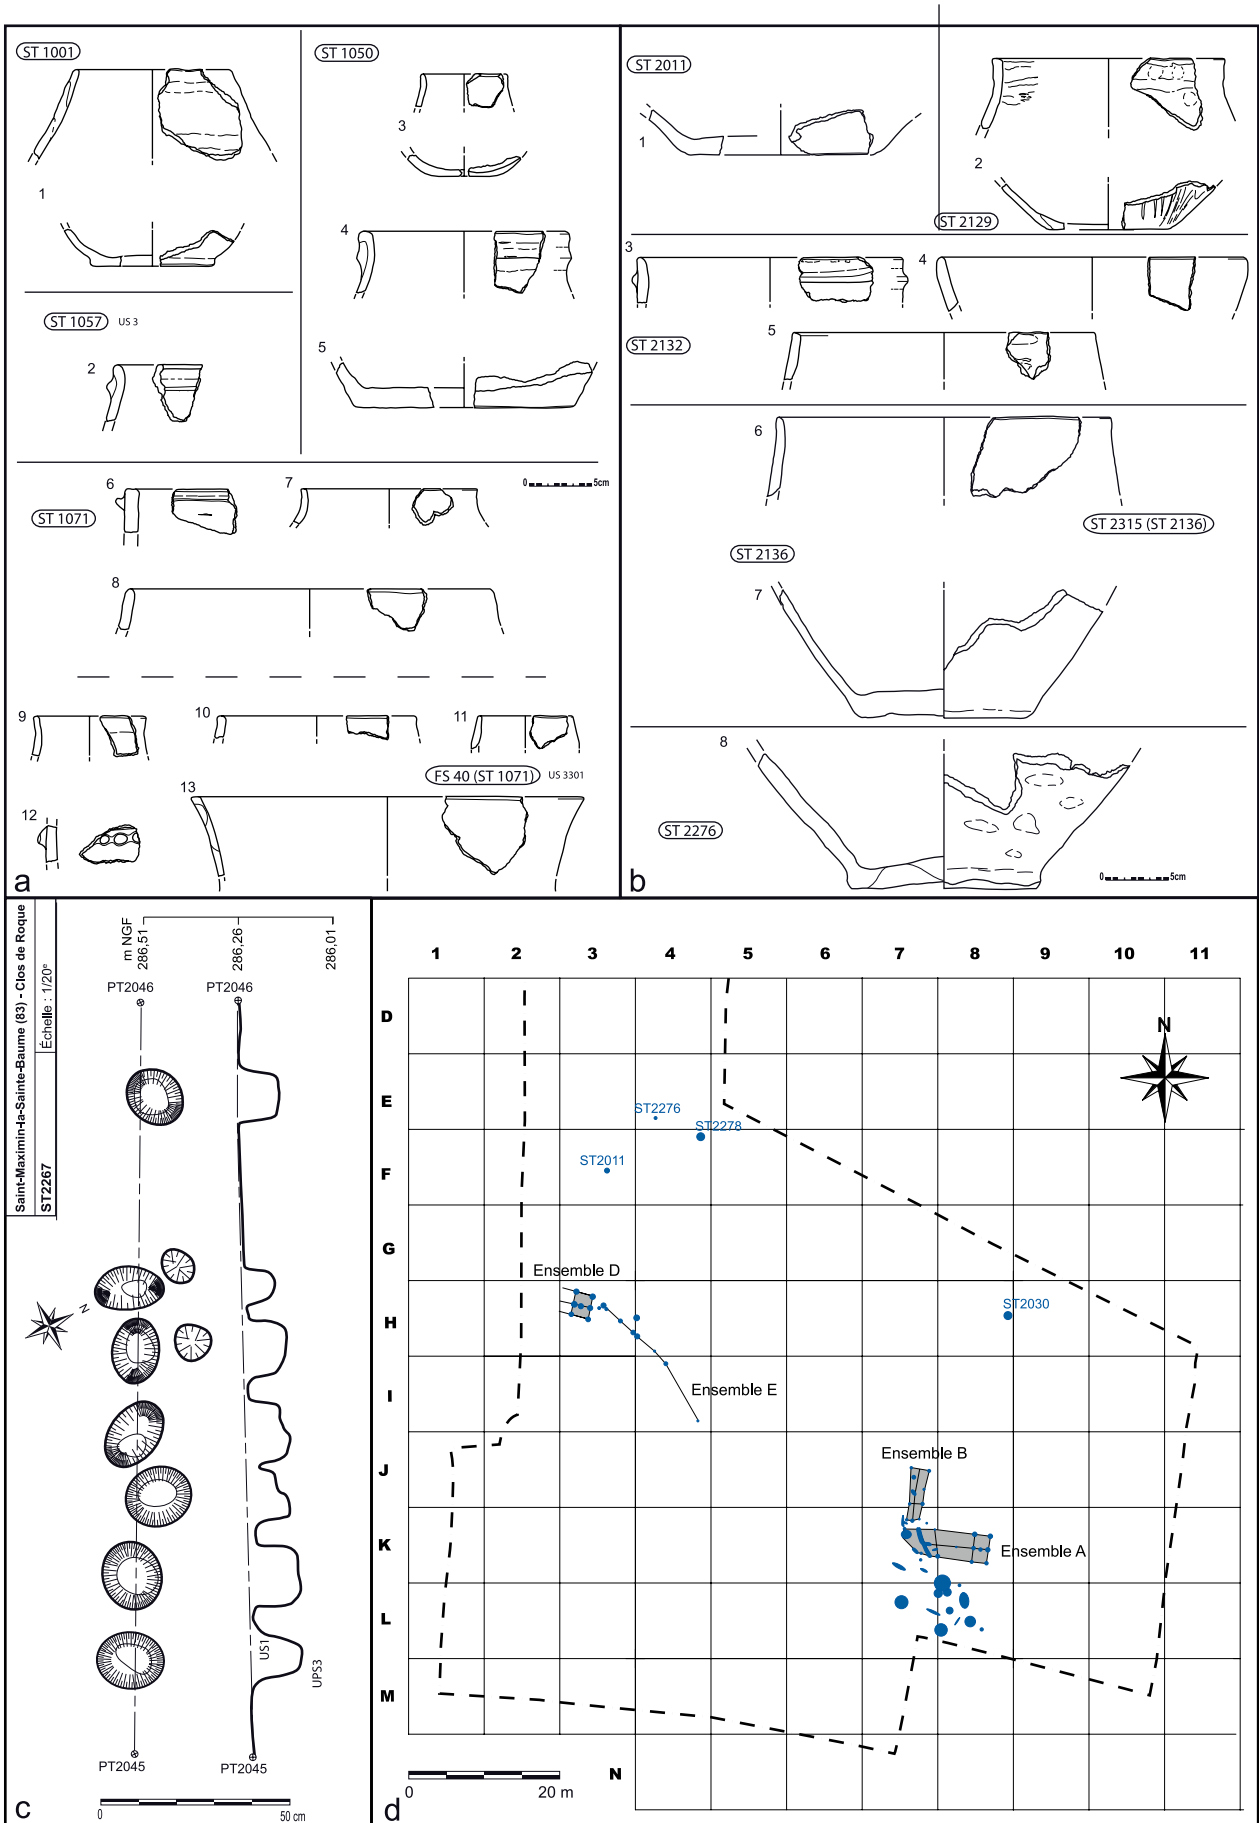 ST 1001
1
ST 1057 US 3
2
ST 1050
3
4
5
ST 1071
6
7
0 5cm
8
9
10
11
FS 40 (ST 1071) US 3301
12
13
a
ST 2011
1
2
ST 2129
3
4
5
ST 2132
6
ST 2315 (ST 2136)
ST 2136
7
8
ST 2276
0 5cm
b
Saint-Maximin-la-Sainte-Baume (83) - Clos de Roque
ST2267
Échelle : 1/20e
m NGF
286,51
286,26
286,01
PT2046
PT2046
N
US1
UPS3
PT2045
PT2045
0 50 cm
c
1 2 3 4 5 6 7 8 9 10 11
D
N
E
ST2276
ST2278
F
ST2011
G
Ensemble D
H
ST2030
I
Ensemble E
J
Ensemble B
K
Ensemble A
L
M
N
0 20 m
d